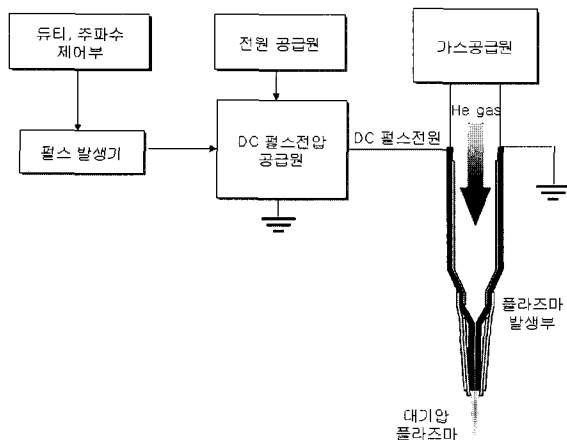 듀티, 주파수
제어부
전원 공급원
가스공급원
He gas
펄스 발생기
DC 펄스전압
공급원
DC 펄스전원
플라즈마
발생부
대기압
플라즈마